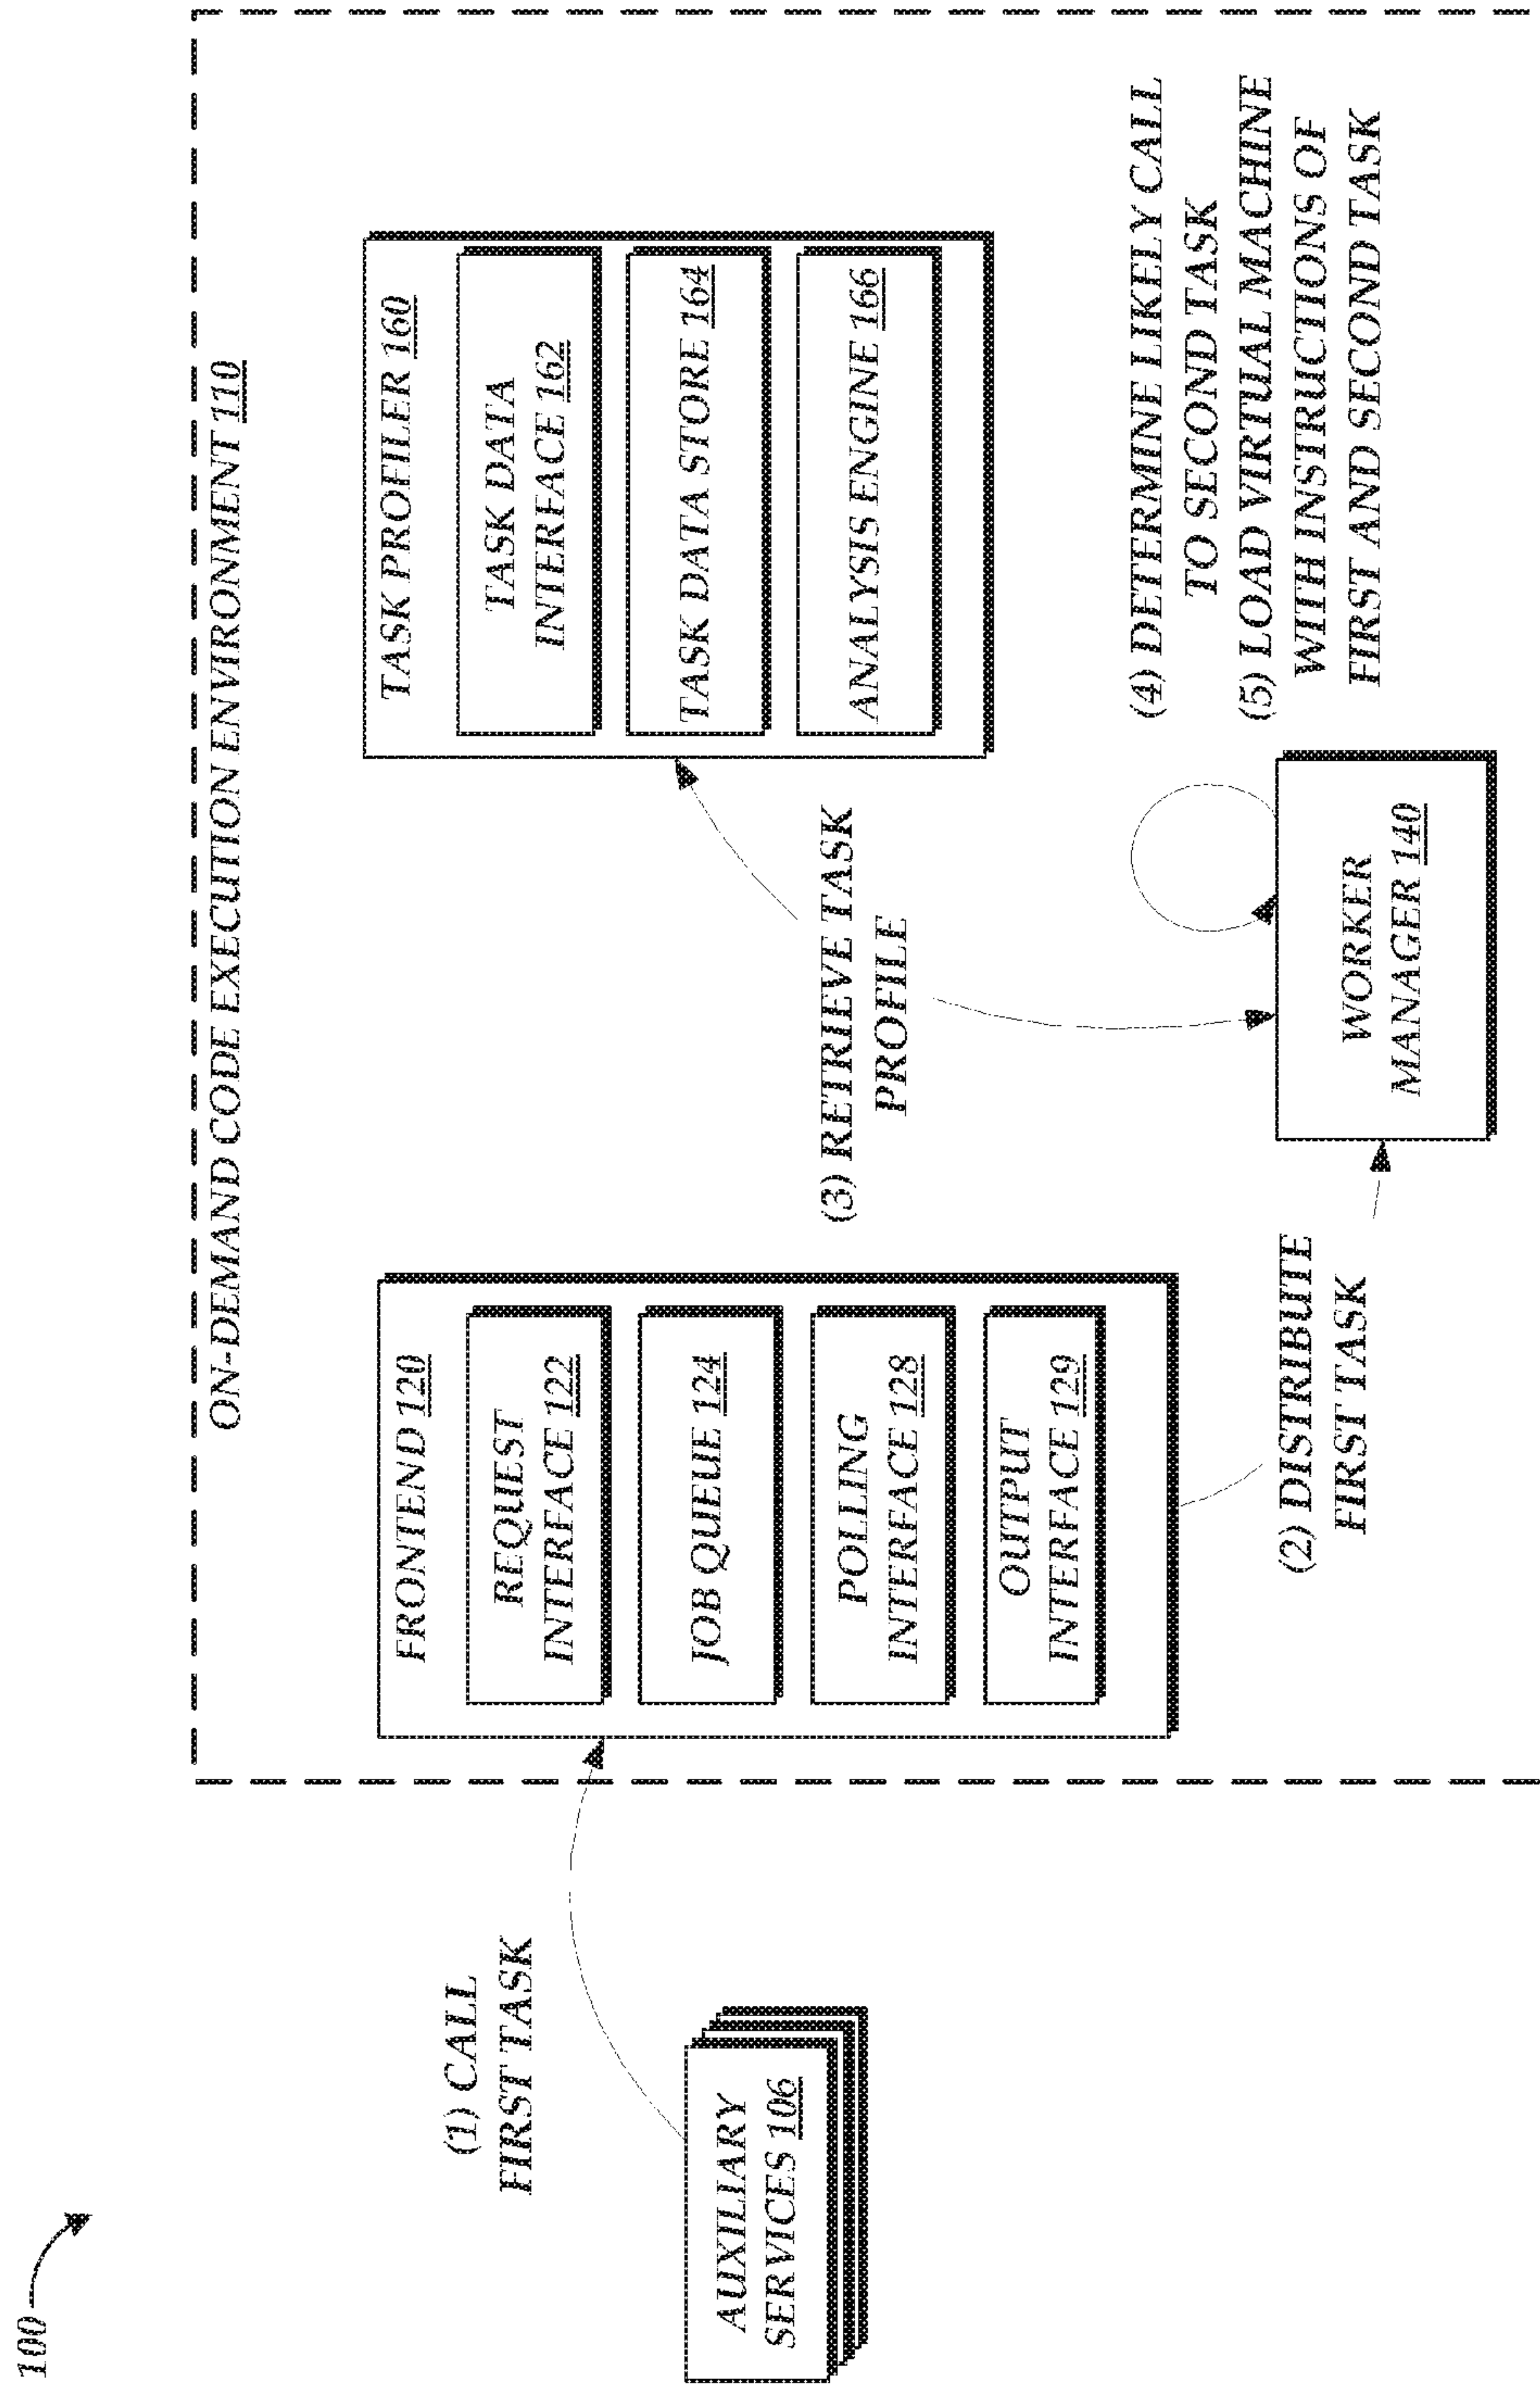 100
ON-DEMAND CODE EXECUTION ENVIRONMENT 110
(1) CALL
FIRST TASK
AUXILIARY
SERVICES 106
FRONTEND 120
REQUEST
INTERFACE 122
JOB QUEUE 124
POLLING
INTERFACE 128
OUTPUT
INTERFACE 129
(2) DISTRIBUTE
FIRST TASK
(3) RETRIEVE TASK
PROFILE
TASK PROFILER 160
TASK DATA
INTERFACE 162
TASK DATA STORE 164
ANALYSIS ENGINE 166
WORKER
MANAGER 140
(4) DETERMINE LIKELY CALL
TO SECOND TASK
(5) LOAD VIRTUAL MACHINE
WITH INSTRUCTIONS OF
FIRST AND SECOND TASK